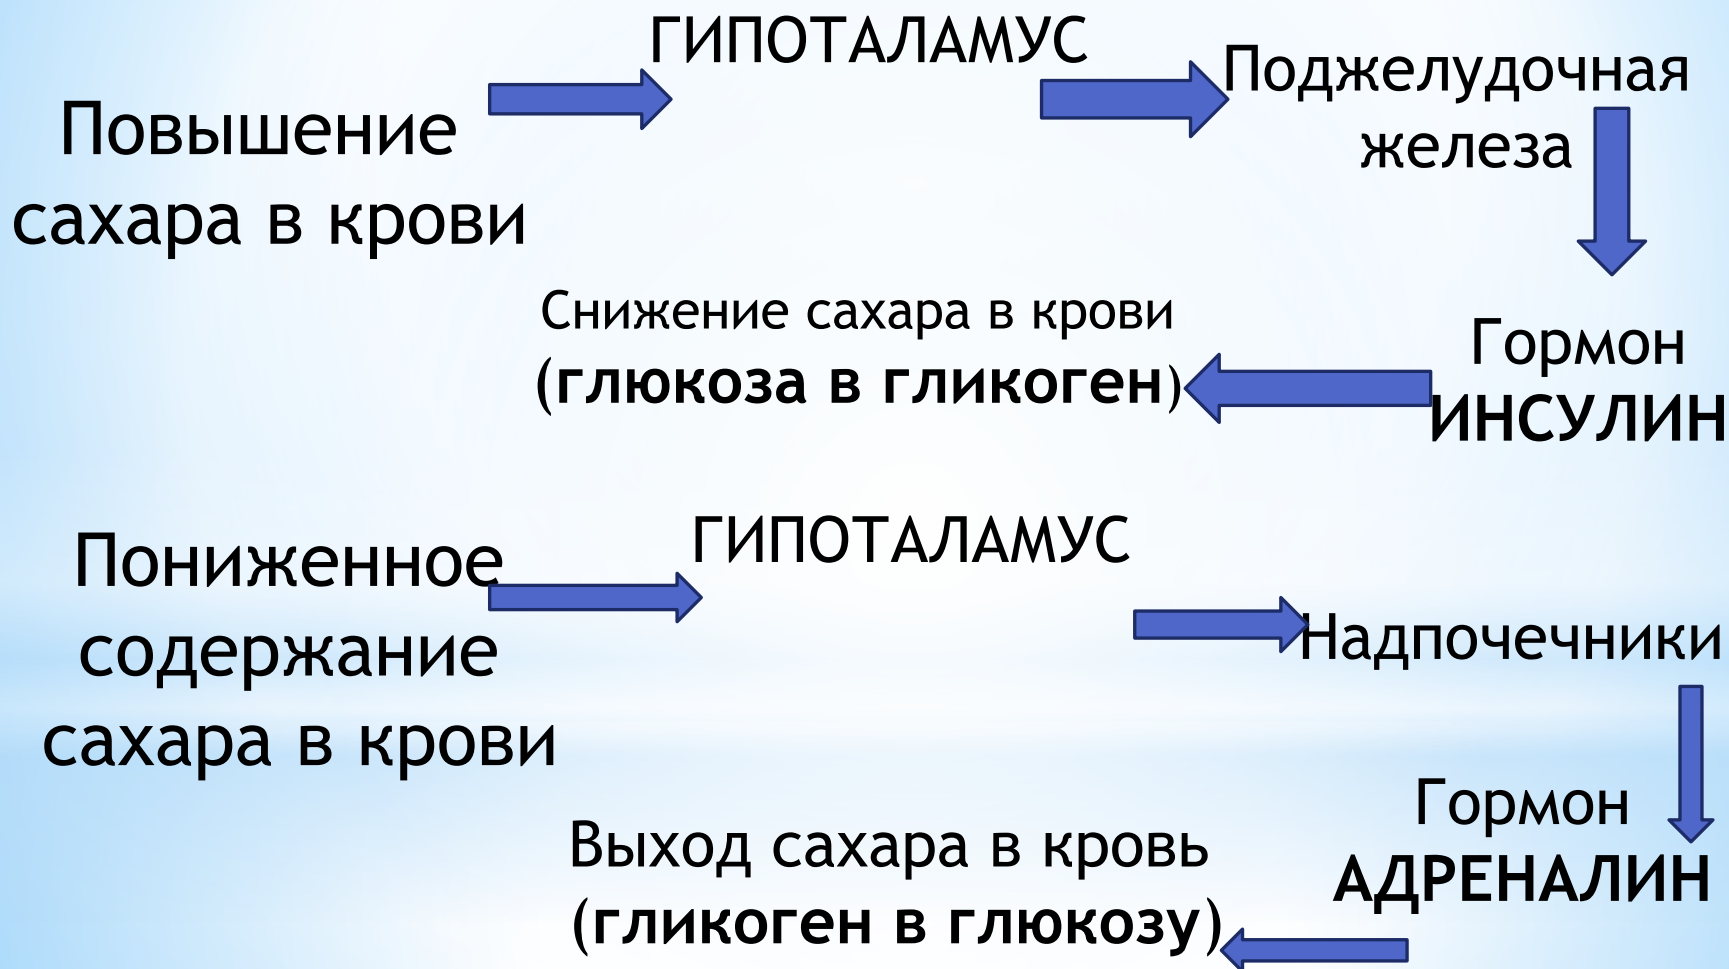 ГИПОТАЛАМУС
Поджелудочная
железа
Повышение
сахара в крови
Снижение сахара в крови
(глюкоза в гликоген)
Гормон
ИНСУЛИН
ГИПОТАЛАМУС
Пониженное
содержание
сахара в крови
Надпочечники
Гормон
АДРЕНАЛИН
Выход сахара в кровь
(гликоген в глюкозу)